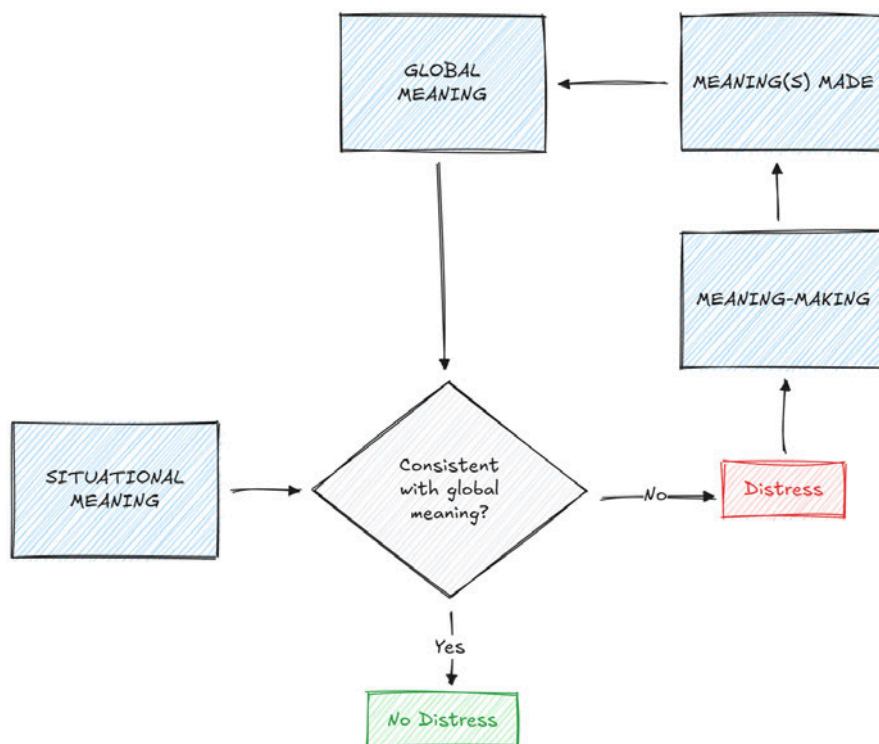 GLOBAL
MEANING
MEANING(S) MADE
MEANING-MAKING
SITUATIONAL
MEANING
Consistent
with global
meaning?
No
Distress
Yes
No Distress